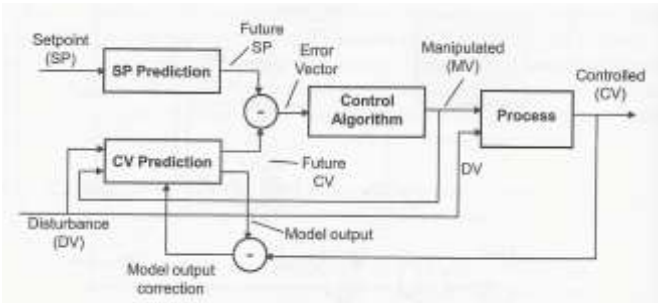 Setpoint
(SP)
Future
SP
Error
Vector
Manipulated
(MV)
Controlled
(CV)
SP Prediction
-
Control
Algorithm
Process
CV Prediction
Future
CV
DV
Disturbance
(DV)
Model output
-
Model output
correction